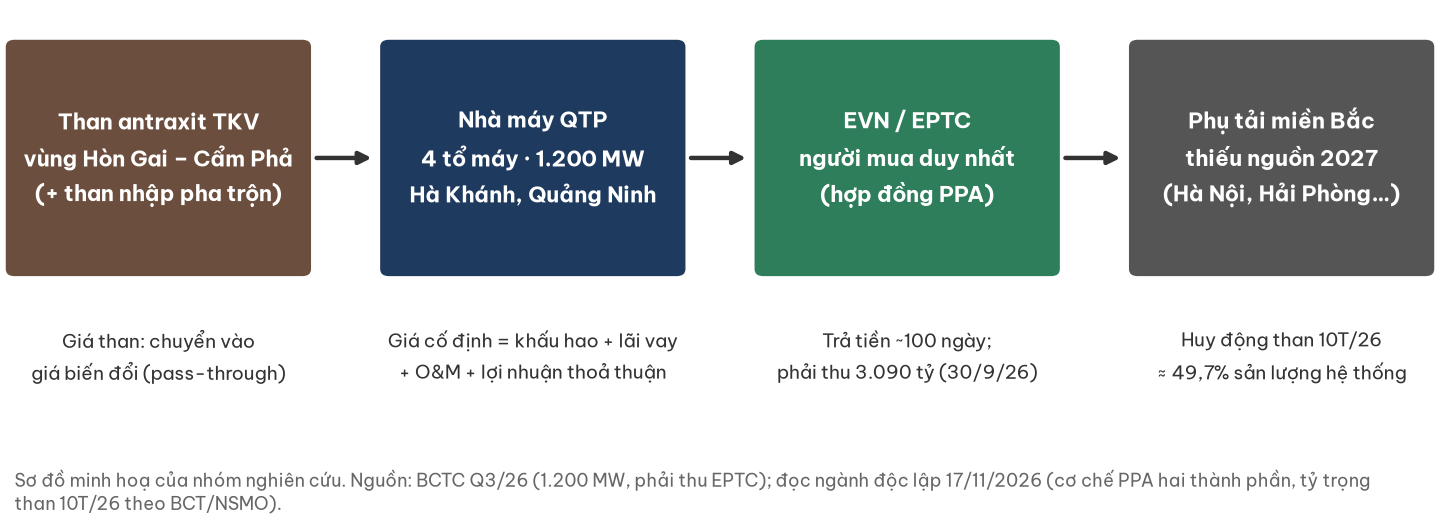 Than antraxit TKV
vùng Hòn Gai – Cẩm Phả
(+ than nhập pha trộn)
Nhà máy QTP
4 tổ máy · 1.200 MW
Hà Khánh, Quảng Ninh
EVN / EPTC
người mua duy nhất
(hợp đồng PPA)
Phụ tải miền Bắc
thiếu nguồn 2027
(Hà Nội, Hải Phòng...)
Giá than: chuyển vào
giá biến đổi (pass-through)
Giá cố định = khấu hao + lãi vay
+ O&M + lợi nhuận thoả thuận
Trả tiền ~100 ngày;
phải thu 3.090 tỷ (30/9/26)
Huy động than 10T/26
≈ 49,7% sản lượng hệ thống
Sơ đồ minh hoạ của nhóm nghiên cứu. Nguồn: BCTC Q3/26 (1.200 MW, phải thu EPTC); đọc ngành độc lập 17/11/2026 (cơ chế PPA hai thành phần, tỷ trọng
than 10T/26 theo BCT/NSMO).